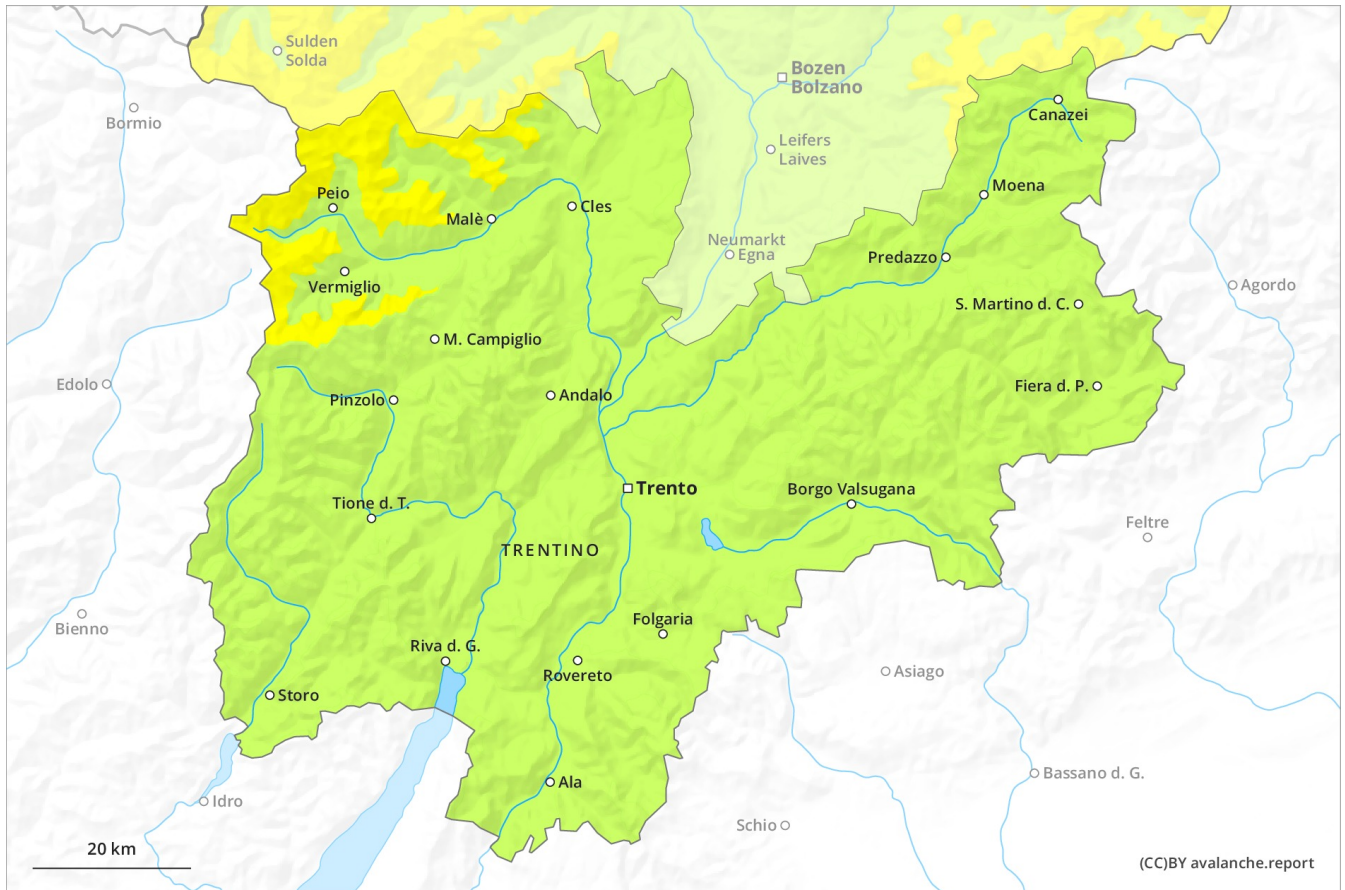 Sulden
Solda
Bozen
Bolzano
Bormio
Canazei
Leifers
Laives
Peio
Moena
Cles
Malè
Neumarkt
Egna
Predazzo
Vermiglio
Agordo
S. Martino d. C.
M. Campiglio
Edolo
Fiera d. P.
Andalo
Pinzolo
Trento
Borgo Valsugana
Tione d. T.
Feltre
TRENTINO
Folgaria
Bienno
Riva d. G.
Asiago
Rovereto
Storo
Bassano d. G.
Ala
Idro
Schio
20 km
(CC)BY avalanche.report